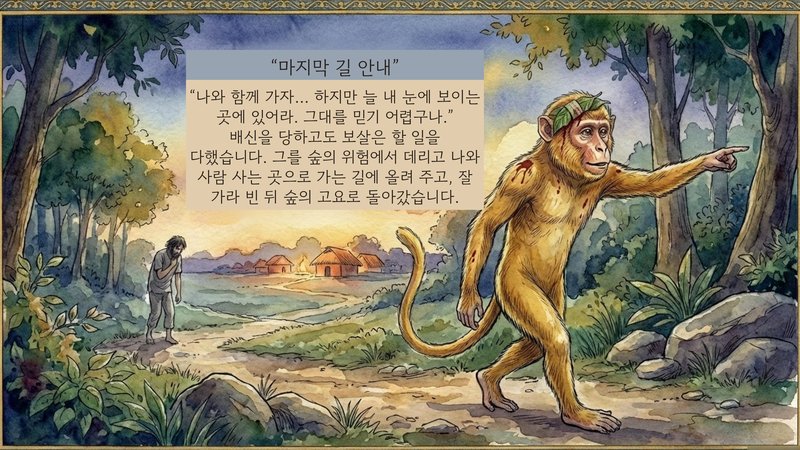 “마지막 길 안내”
“나와 함께 가자... 하지만 늘 내 눈에 보이는
곳에 있어라. 그대를 믿기 어렵구나.”
배신을 당하고도 보살은 할 일을
다했습니다. 그를 숲의 위험에서 데리고 나와
사람 사는 곳으로 가는 길에 올려 주고, 잘
가라 빈 뒤 숲의 고요로 돌아갔습니다.